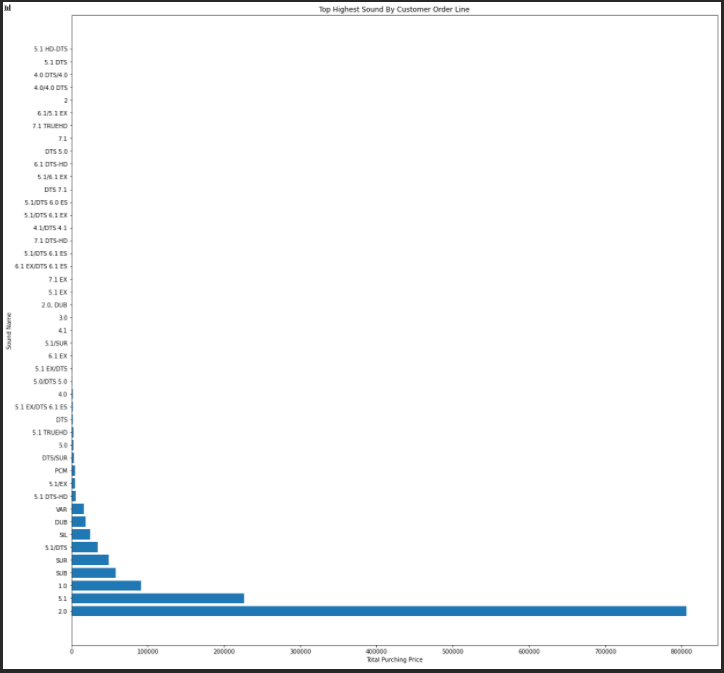 Top Highest Sound By Customer Order Line
5.1 HD-DTS
5.1 DTS
4.0 DTS/4.0
4.0/4.0 DTS
2
6.1/5.1 EX
7.1 TRUEHD
7.1
DTS 5.0
6.1 DTS-HD
5.1/6.1 EX
DTS 7.1
5.1/DTS 6.0 ES
5.1/DTS 6.1 EX
4.1/DTS 4.1
7.1 DTS-HD
5.1/DTS 6.1 ES
6.1 EX/DTS 6.1 ES
7.1 EX
5.1 EX
2.0, DUB
3.0
4.1
5.1/SUR
6.1 EX
5.1 EX/DTS
5.0/DTS 5.0
4.0
5.1 EX/DTS 6.1 ES
DTS
5.1 TRUEHD
5.0
DTS/SUR
PCM
5.1/EX
5.1 DTS-HD
VAR
DUB
SIL
5.1/DTS
SUR
SUB
1.0
5.1
2.0
Sound Name
0 100000 200000 300000 400000 500000 600000 700000 800000
Total Purching Price